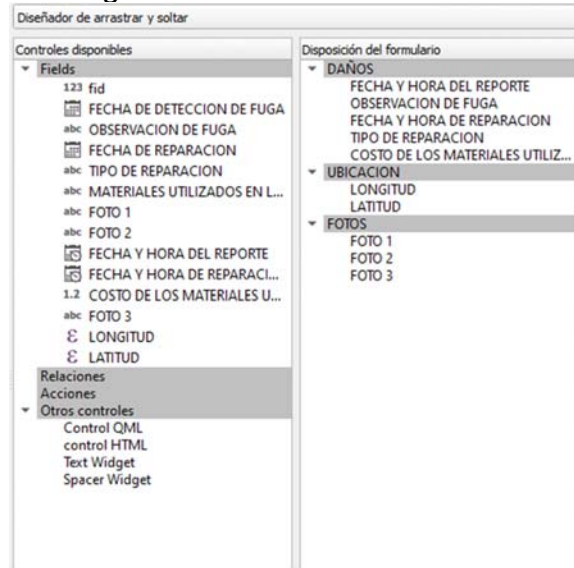 Diseñador de arrastrar y soltar
Controles disponibles
Fields
123 fid
FECHA DE DETECCION DE FUGA
abc OBSERVACION DE FUGA
FECHA DE REPARACION
abc TIPO DE REPARACION
abc MATERIALES UTILIZADOS EN L...
abc FOTO 1
abc FOTO 2
FECHA Y HORA DEL REPORTE
FECHA Y HORA DE REPARACI...
1.2 COSTO DE LOS MATERIALES U...
abc FOTO 3
ε LONGITUD
ε LATITUD
Relaciones
Acciones
Otros controles
Control QML
control HTML
Text Widget
Spacer Widget
Disposición del formulario
DAÑOS
FECHA Y HORA DEL REPORTE
OBSERVACION DE FUGA
FECHA Y HORA DE REPARACION
TIPO DE REPARACION
COSTO DE LOS MATERIALES UTILIZ...
UBICACION
LONGITUD
LATITUD
FOTOS
FOTO 1
FOTO 2
FOTO 3